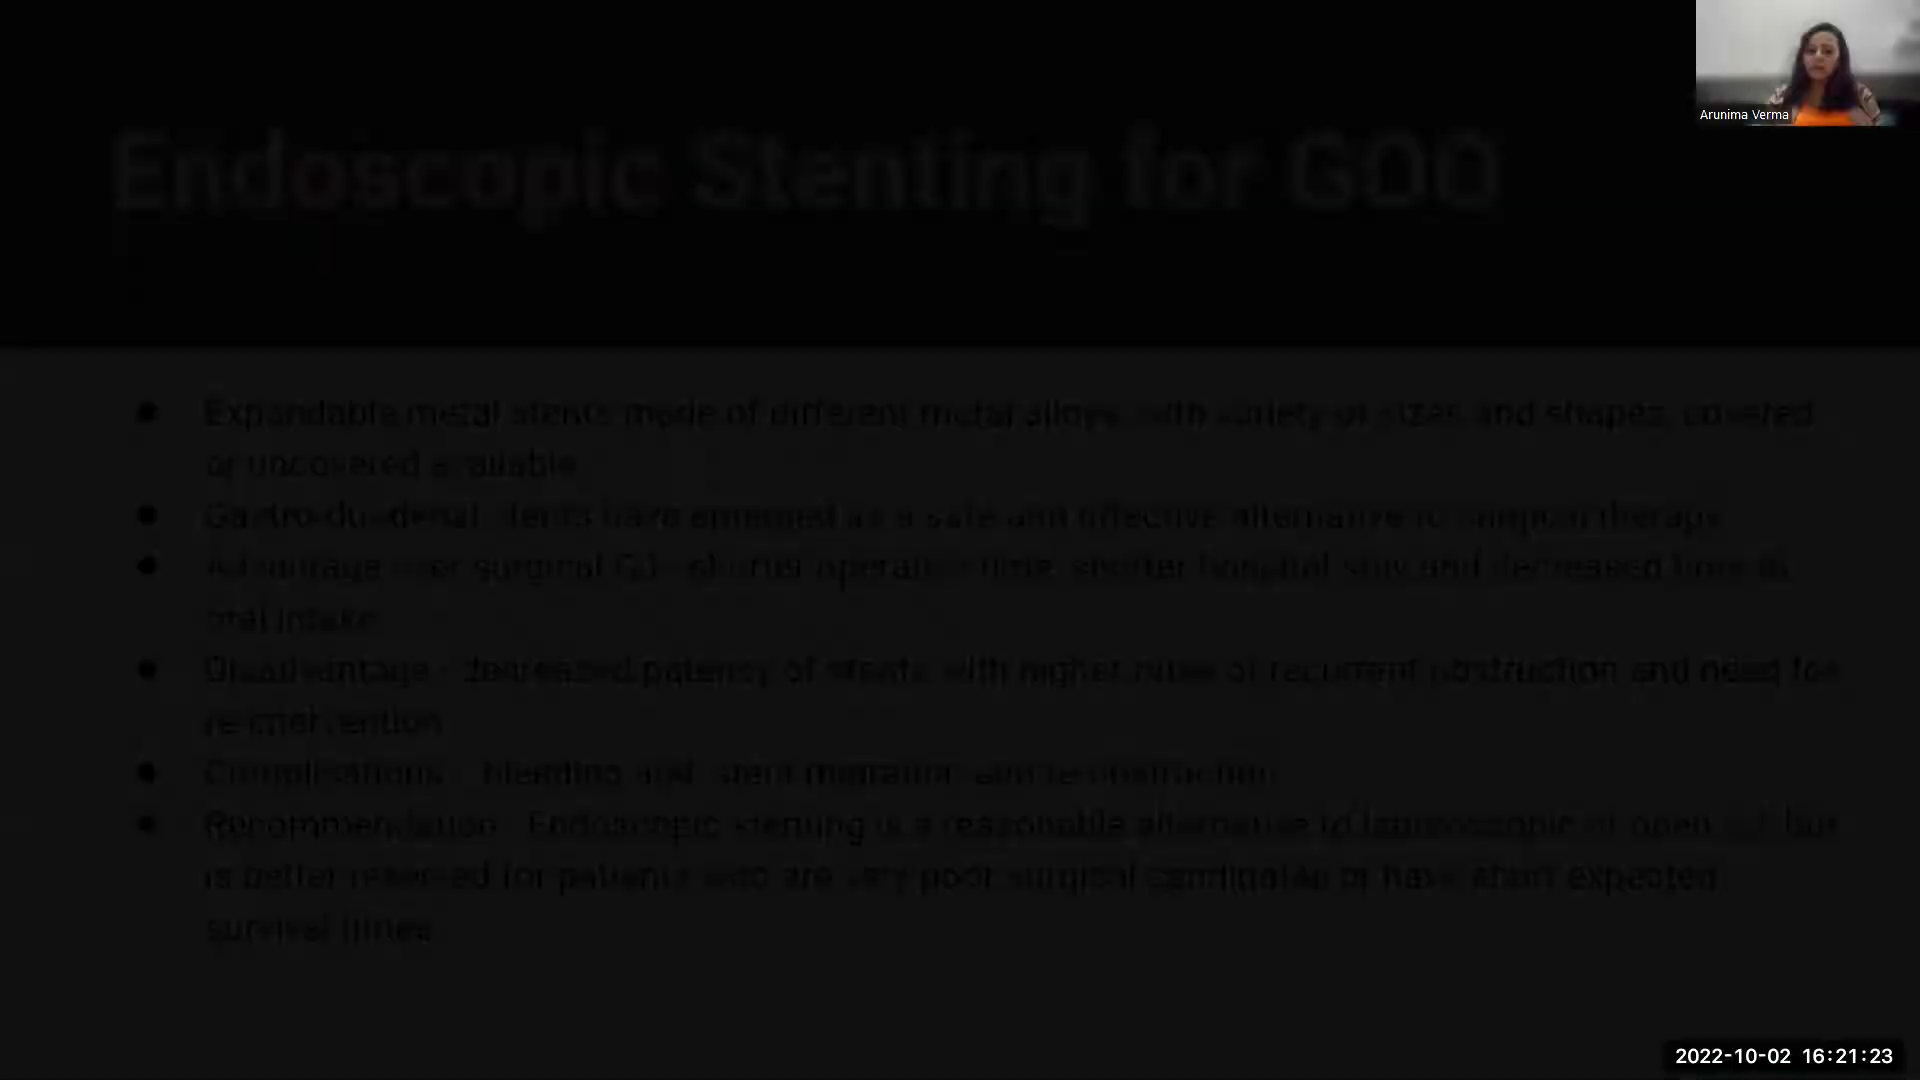 Endoscopic Stenting for GOO
Arunima Verma
● Expandable metal stents made of different metal alloys, with variety of sizes and shapes, covered
or uncovered available
● Gastro-duodenal stents have emerged as a safe and effective alternative to surgical therapy
● Advantage over surgical GJ - shorter operative time, shorter hospital stay and decreased time to
oral intake
● Disadvantage - decreased patency of stents with higher rates of recurrent obstruction and need for
re-intervention
● Complications - bleeding and stent migration and re-obstruction
● Recommendation - Endoscopic stenting is a reasonable alternative to laparoscopic or open GJ but
is better reserved for patients who are very poor surgical candidates or have short expected
survival times
2022-10-02 16:21:23